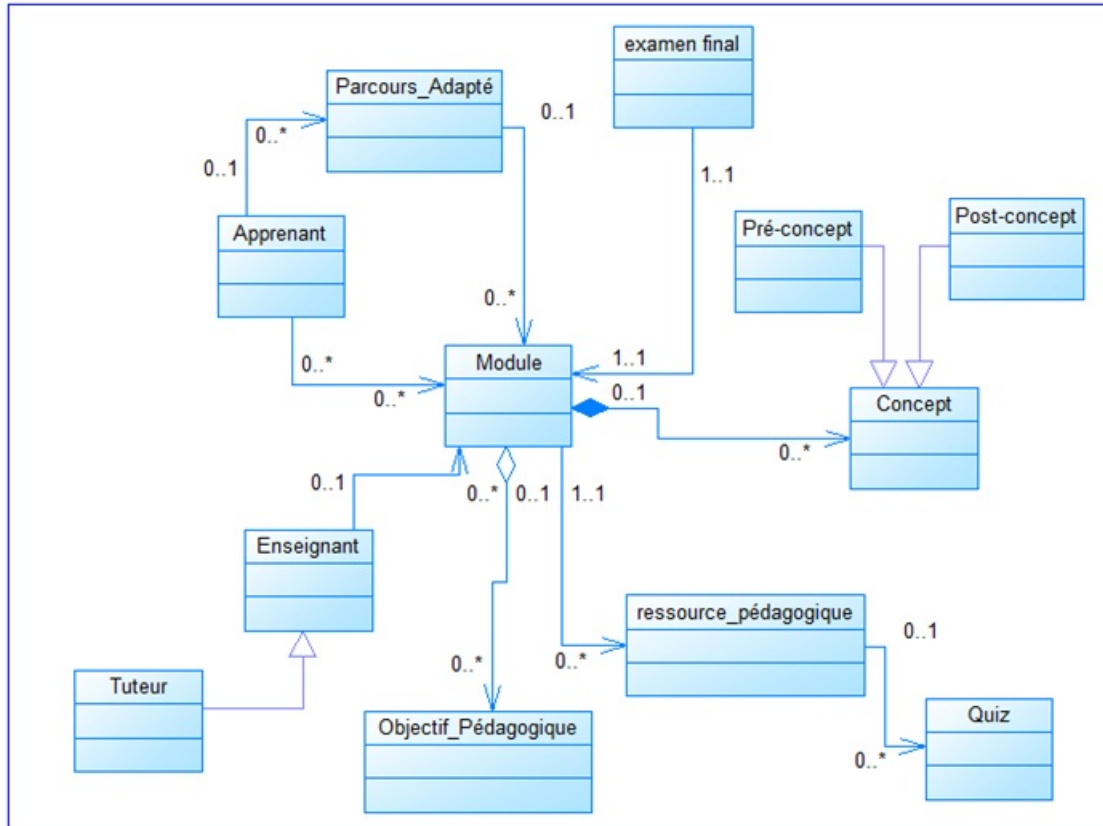 examen final
Parcours_Adapté
0..1
0..*
1..1
0..1
Pré-concept
Post-concept
Apprenant
0..*
0..*
Module
1..1
0..1
0..*
Concept
0..*
0..1
0..*
0..1
1..1
Enseignant
ressource_pédagogique
0..1
0..*
0..*
Tuteur
Objectif_Pédagogique
Quiz
0..*